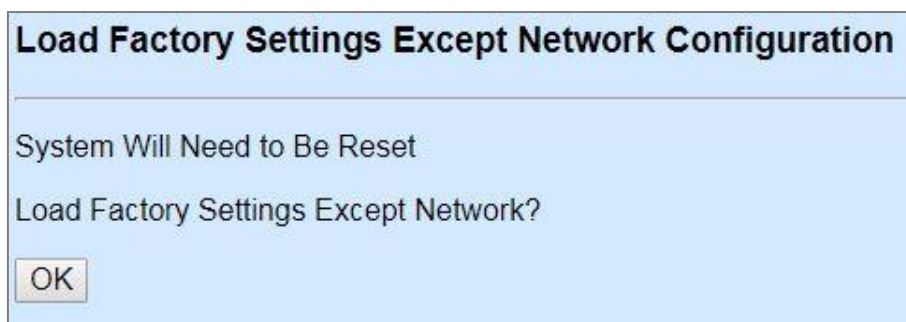 Load Factory Settings Except Network Configuration
System Will Need to Be Reset
Load Factory Settings Except Network?
OK